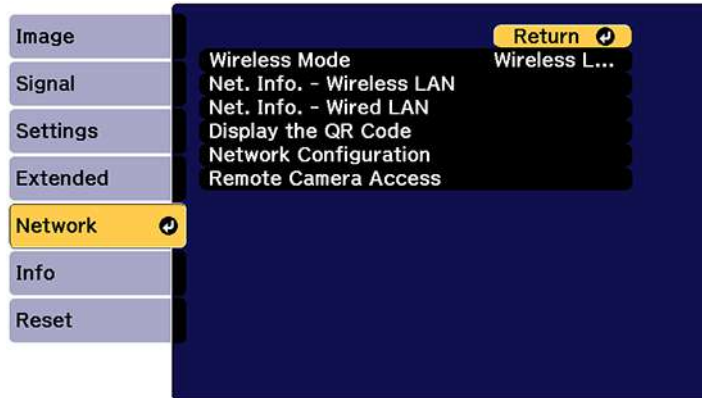 Image
Signal
Settings
Extended
Network
Info
Reset
Return
Wireless Mode Wireless L...
Net. Info. - Wireless LAN
Net. Info. - Wired LAN
Display the QR Code
Network Configuration
Remote Camera Access